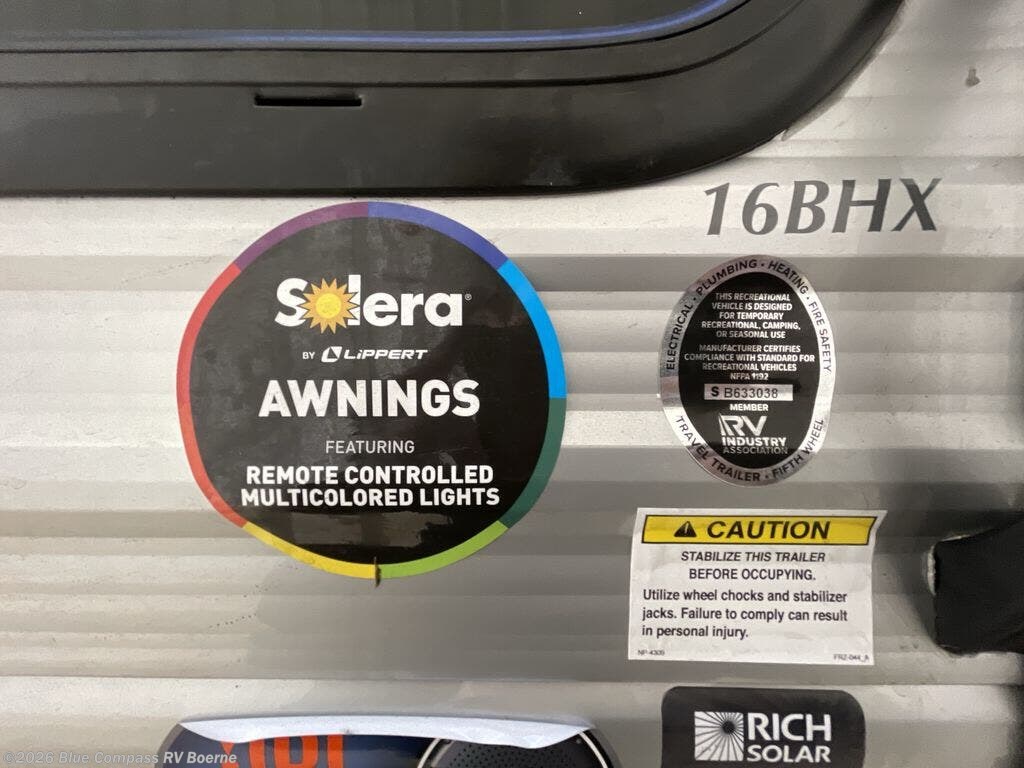 16BHX
Solera®
BY LIPPERT
AWNINGS
FEATURING
REMOTE CONTROLLED
MULTICOLORED LIGHTS
ELECTRICAL • PLUMBING • HEATING • FIRE SAFETY
THIS RECREATIONAL
VEHICLE IS DESIGNED
FOR TEMPORARY
RECREATIONAL, CAMPING,
OR SEASONAL USE
MANUFACTURER CERTIFIES
COMPLIANCE WITH STANDARD FOR
RECREATIONAL VEHICLES
NFPA 1192
S B633038
MEMBER
RV
INDUSTRY
ASSOCIATION
TRAVEL TRAILER • FIFTH WHEEL
CAUTION
STABILIZE THIS TRAILER
BEFORE OCCUPYING.
Utilize wheel chocks and stabilizer
jacks. Failure to comply can result
in personal injury.
NP-4309 FRZ-044_A
RICH
SOLAR
©2026 Blue Compass RV Boerne